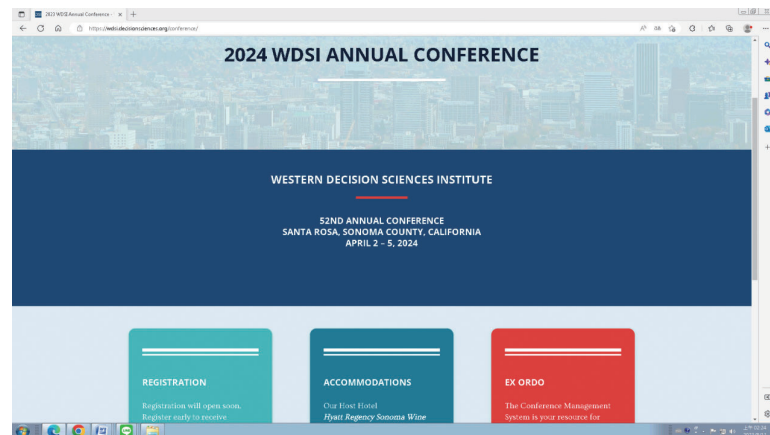 2023 WDSI Annual Conference
https://wdsi.decisionsciences.org/conference/
2024 WDSI ANNUAL CONFERENCE
WESTERN DECISION SCIENCES INSTITUTE
52ND ANNUAL CONFERENCE
SANTA ROSA, SONOMA COUNTY, CALIFORNIA
APRIL 2 – 5, 2024
REGISTRATION
Registration will open soon.
Register early to receive
ACCOMMODATIONS
Our Host Hotel
Hyatt Regency Sonoma Wine
EX ORDO
The Conference Management
System is your resource for